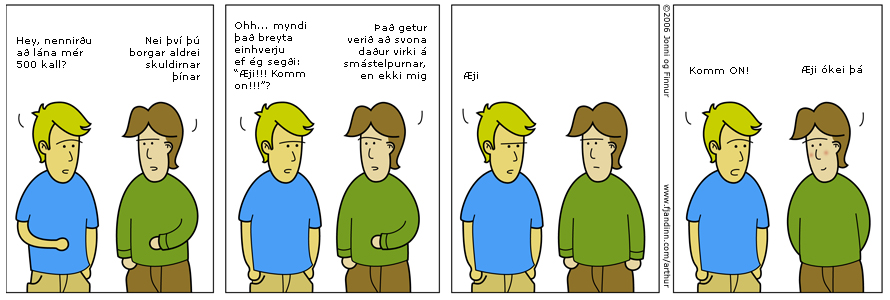 Hey, nennirðu
að lána mér
500 kall?
Nei því þú
borgar aldrei
skuldirnar
þínar
Ohh... myndi
það breyta
einhverju
ef ég segði:
"Æji!!! Komm
on!!!"?
Það getur
verið að svona
daður virki á
smástelpurnar,
en ekki mig
Æji
©2006 Jonni og Finnur
www.fjandinn.com/arthur
Komm ON!
Æji ókei þá